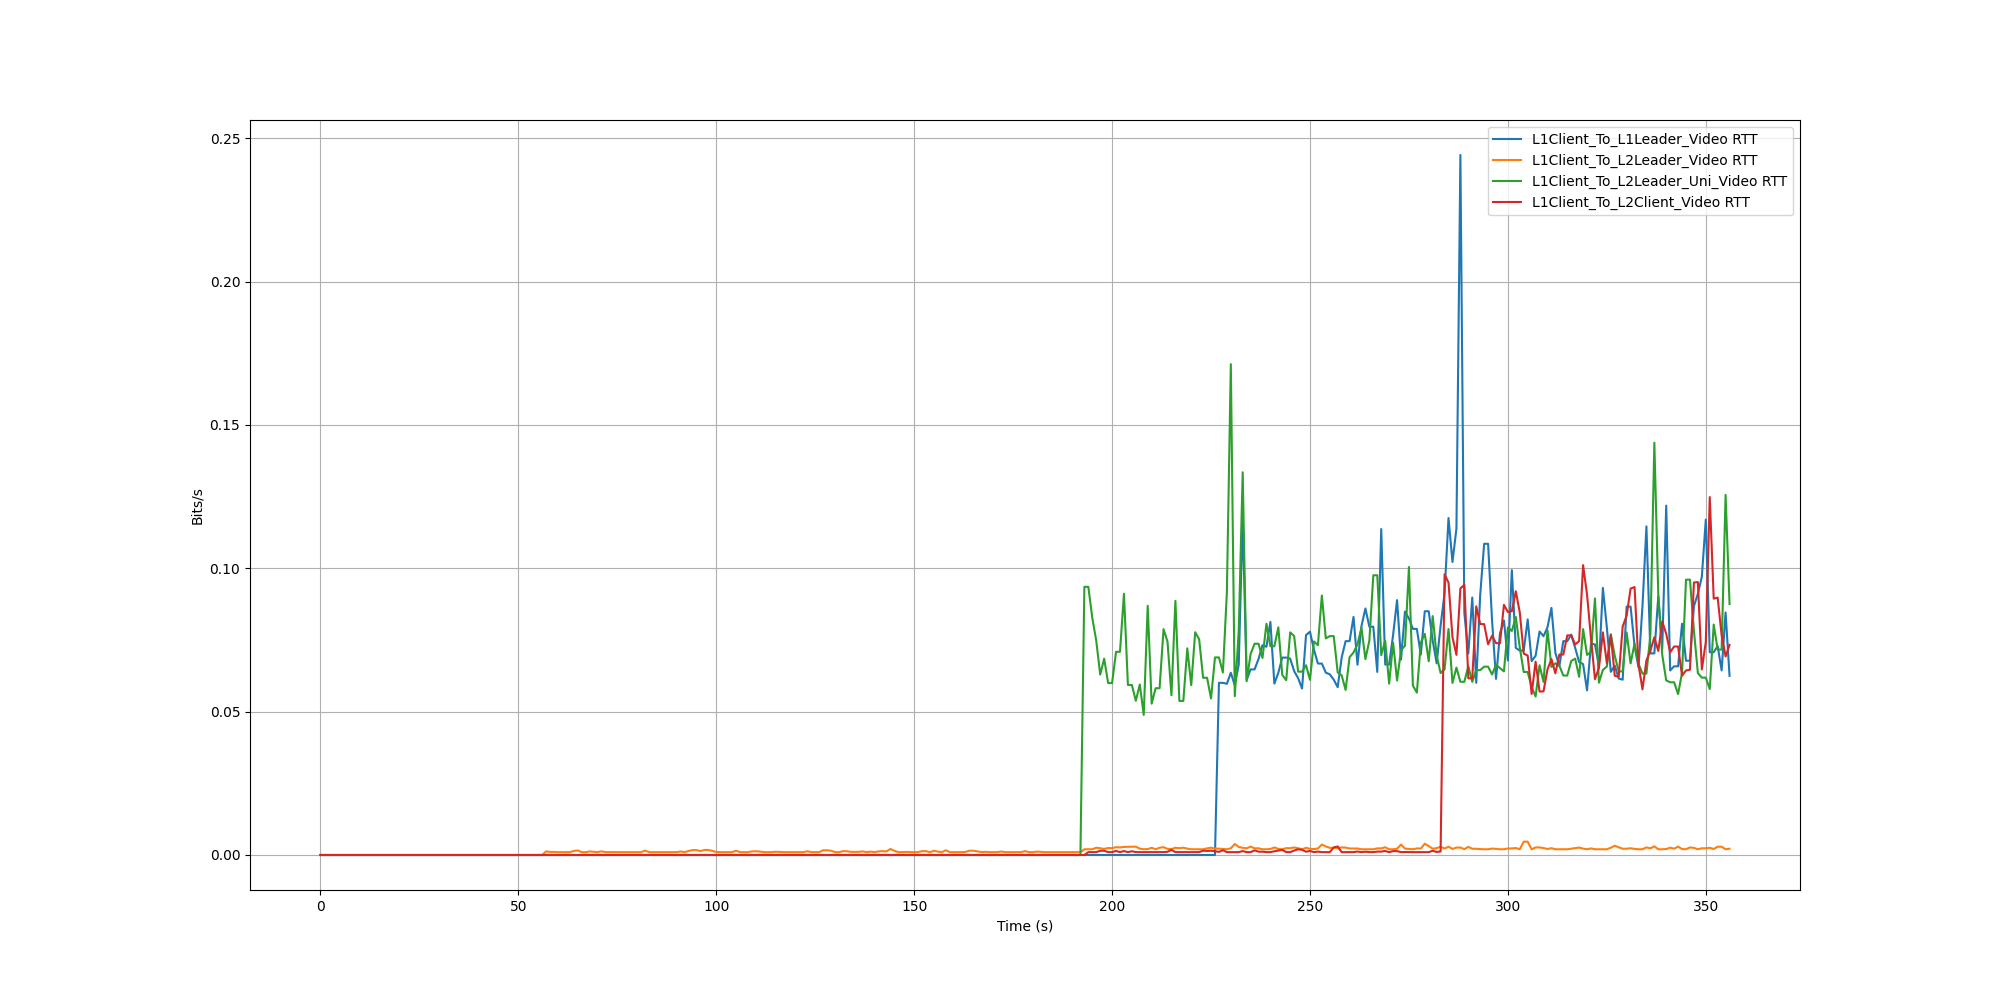 L1Client_To_L1Leader_Video RTT
L1Client_To_L2Leader_Video RTT
L1Client_To_L2Leader_Uni_Video RTT
L1Client_To_L2Client_Video RTT
0.25
0.20
0.15
0.10
0.05
0.00
Bits/s
0 50 100 150 200 250 300 350
Time (s)